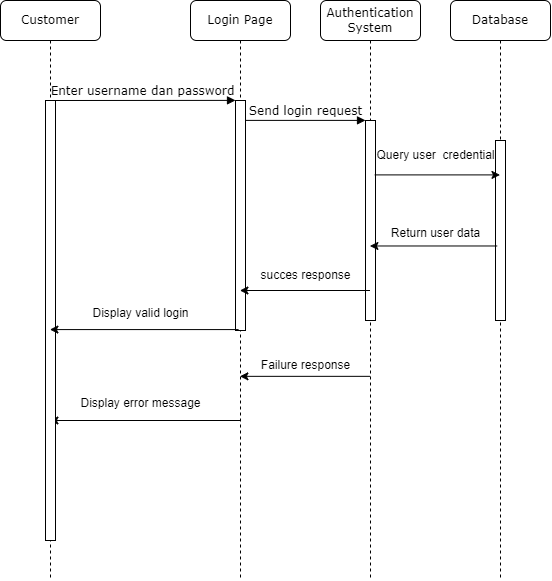 Customer
Login Page
Authentication
System
Database
Enter username dan password
Send login request
Query user  credential
Return user data
succes response
Display valid login
Failure response
Display error message